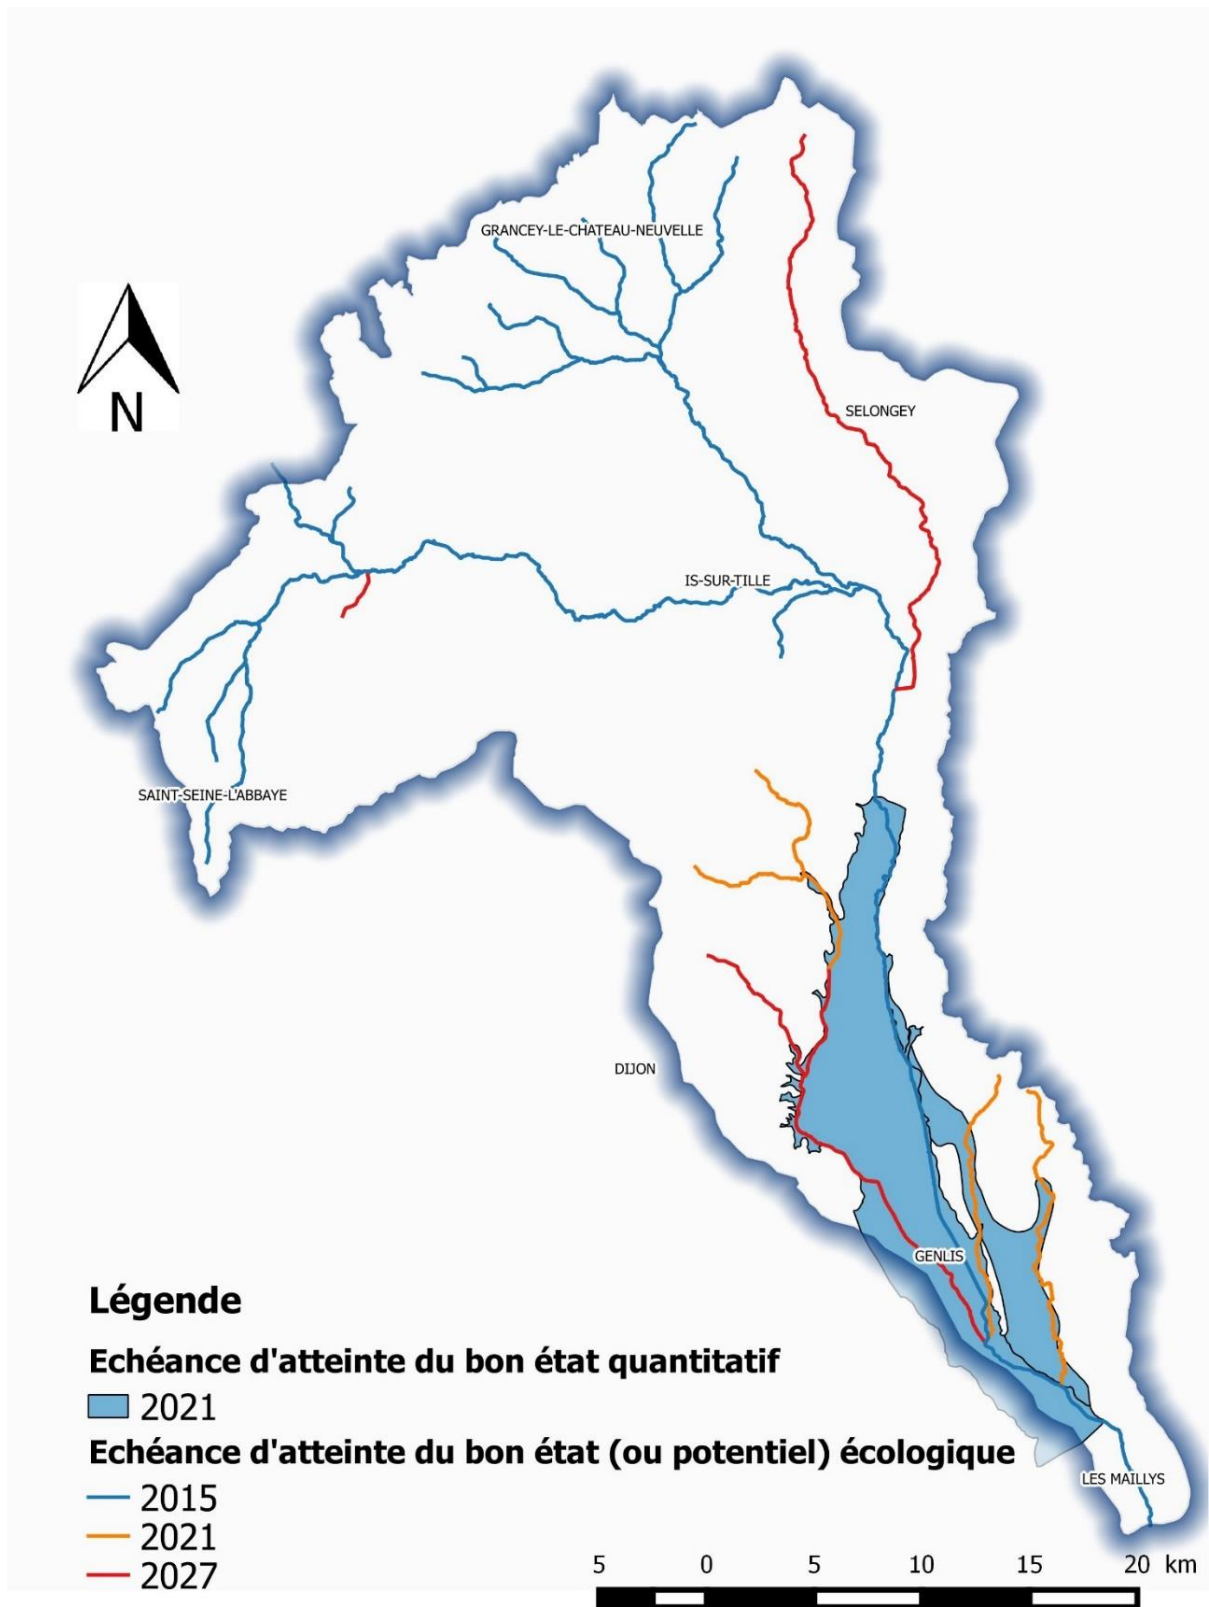 GRANCEY-LE-CHATEAU-NEUVELLE
N
SELONGEY
IS-SUR-TILLE
SAINT-SEINE-L'ABBAYE
DIJON
GENLIS
Légende
Echéance d'atteinte du bon état quantitatif
2021
Echéance d'atteinte du bon état (ou potentiel) écologique
LES MAILLYS
2015
2021
2027
5 0 5 10 15 20 km